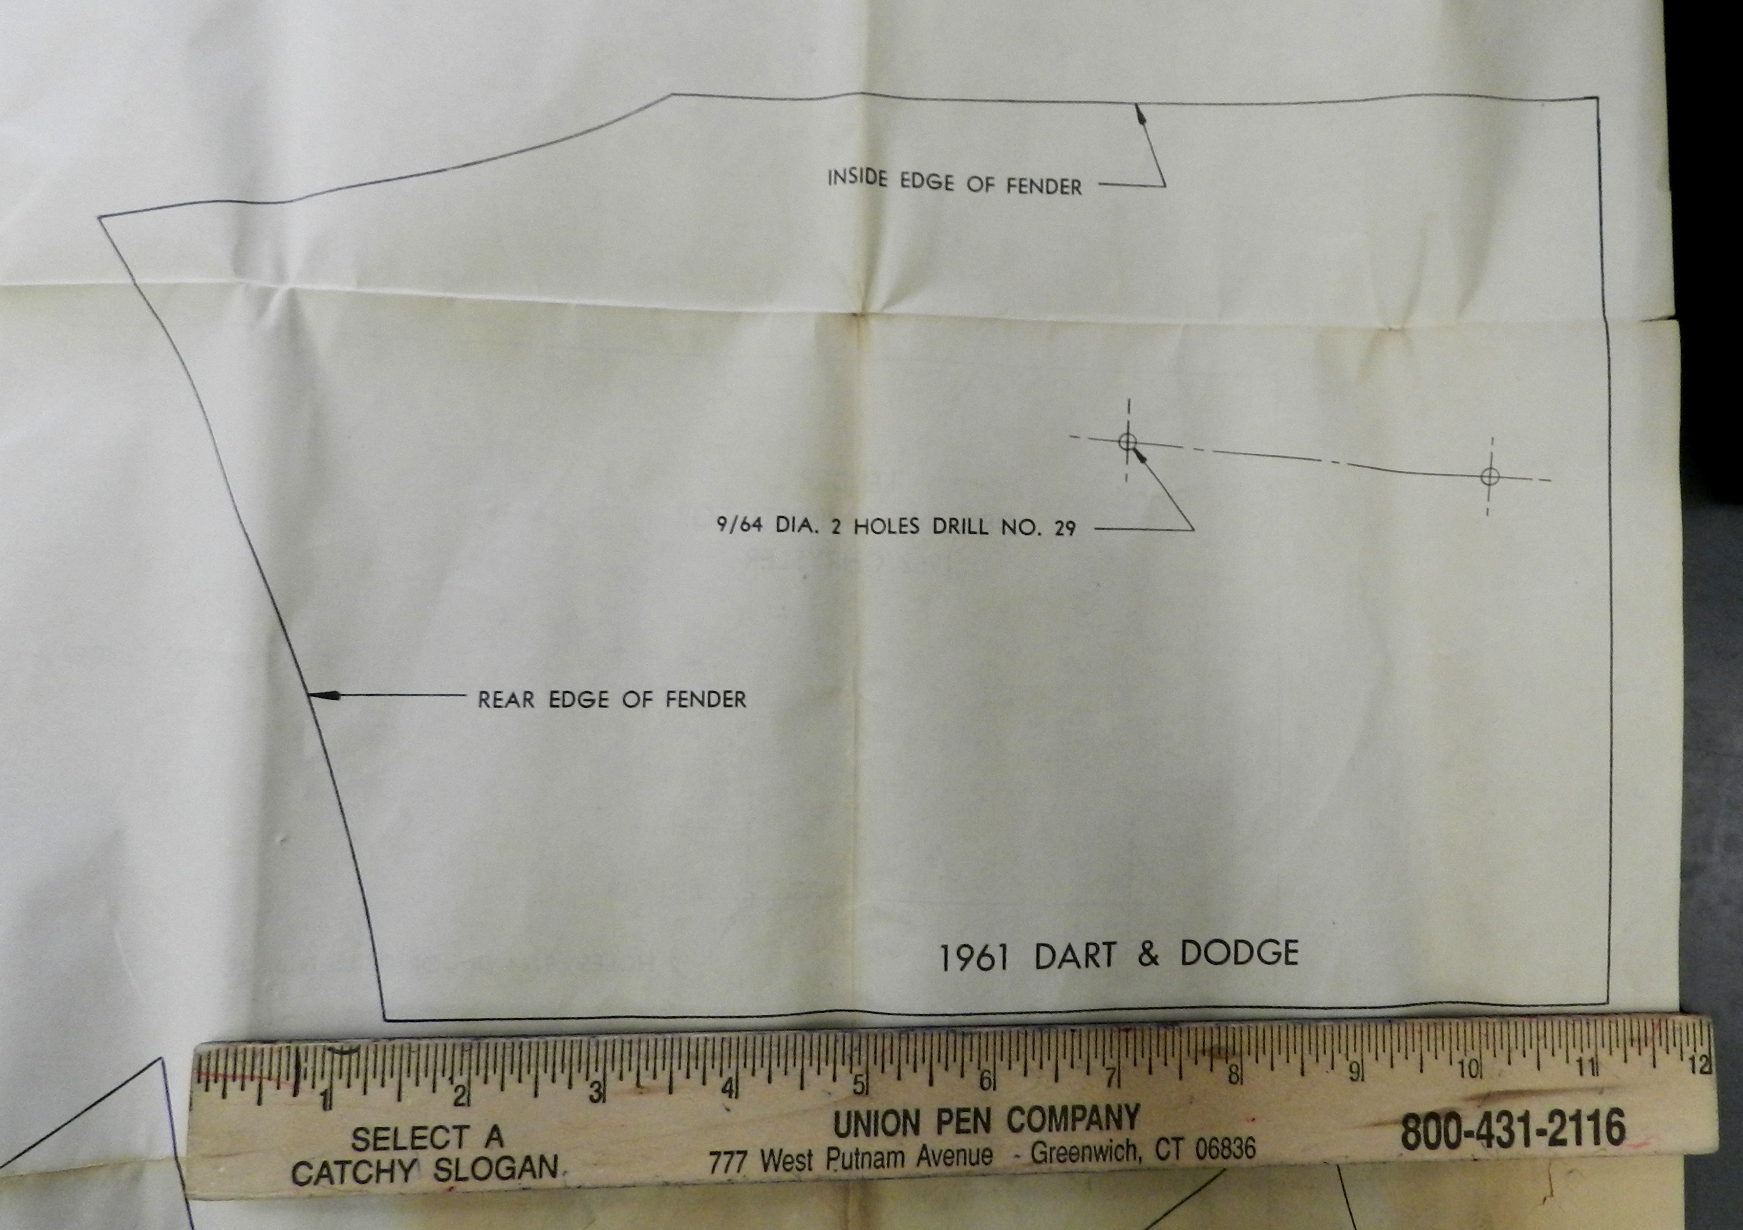 INSIDE EDGE OF FENDER
9/64 DIA. 2 HOLES DRILL NO. 29
REAR EDGE OF FENDER
1961 DART & DODGE
1 2 3 4 5 6 7 8 9 10 11 12
SELECT A
CATCHY SLOGAN
UNION PEN COMPANY
777 West Putnam Avenue - Greenwich, CT 06836
800-431-2116